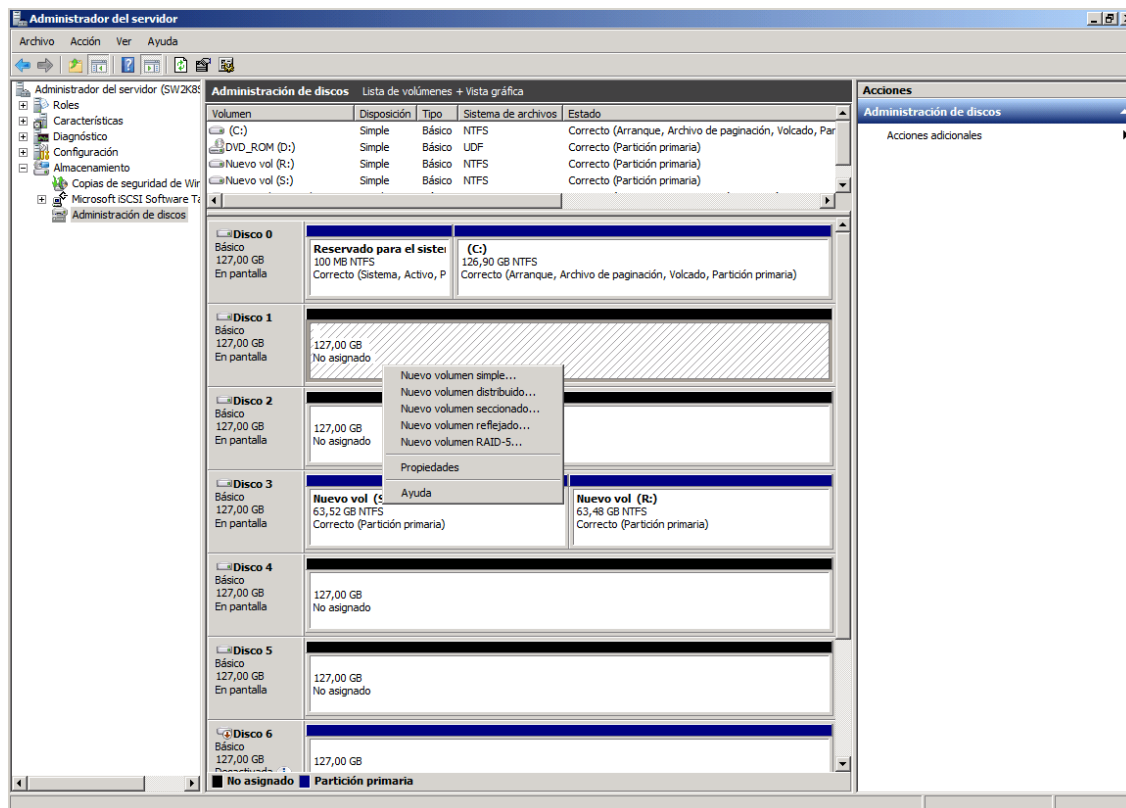 Administrador del servidor
Archivo Acción Ver Ayuda
Administrador del servidor (SW2K8S
Roles
Características
Diagnóstico
Configuración
Almacenamiento
Copias de seguridad de Wir
Microsoft iSCSI Software Ta
Administración de discos
Administración de discos Lista de volúmenes + Vista gráfica
Volumen Disposición Tipo Sistema de archivos Estado
(C:) Simple Básico NTFS Correcto (Arranque, Archivo de paginación, Volcado, Par
DVD_ROM (D:) Simple Básico UDF Correcto (Partición primaria)
Nuevo vol (R:) Simple Básico NTFS Correcto (Partición primaria)
Nuevo vol (S:) Simple Básico NTFS Correcto (Partición primaria)
Disco 0
Básico
127,00 GB
En pantalla
Reservado para el sister
100 MB NTFS
Correcto (Sistema, Activo, P
(C:)
126,90 GB NTFS
Correcto (Arranque, Archivo de paginación, Volcado, Partición primaria)
Disco 1
Básico
127,00 GB
En pantalla
127,00 GB
No asignado
Nuevo volumen simple...
Nuevo volumen distribuido...
Nuevo volumen seccionado...
Nuevo volumen reflejado...
Nuevo volumen RAID-5...
Propiedades
Ayuda
Disco 2
Básico
127,00 GB
En pantalla
127,00 GB
No asignado
Disco 3
Básico
127,00 GB
En pantalla
Nuevo vol (S
63,52 GB NTFS
Correcto (Partición primaria)
Nuevo vol (R:)
63,48 GB NTFS
Correcto (Partición primaria)
Disco 4
Básico
127,00 GB
En pantalla
127,00 GB
No asignado
Disco 5
Básico
127,00 GB
En pantalla
127,00 GB
No asignado
Disco 6
Básico
127,00 GB
127,00 GB
No asignado Partición primaria
Acciones
Administración de discos
Acciones adicionales